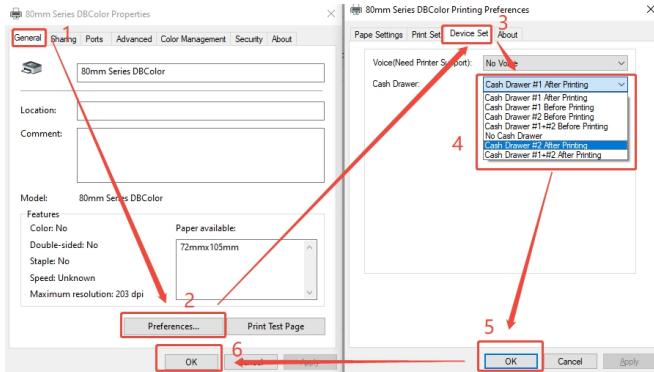 80mm Series DBColor Properties
1
General Sharing Ports Advanced Color Management Security About
80mm Series DBColor
Location:
Comment:
Model: 80mm Series DBColor
Features
Color: No
Double-sided: No
Staple: No
Speed: Unknown
Maximum resolution: 203 dpi
Paper available:
72mmx105mm
2
Preferences...
Print Test Page
6
OK
Cancel
Apply
80mm Series DBColor Printing Preferences
3
Pape Settings Print Set Device Set About
Voice(Need Printer Support): No Voice
Cash Drawer: Cash Drawer #1 After Printing
Cash Drawer #1 After Printing
Cash Drawer #1 Before Printing
Cash Drawer #2 Before Printing
Cash Drawer #1+#2 Before Printing
No Cash Drawer
Cash Drawer #2 After Printing
Cash Drawer #1+#2 After Printing
4
5
OK
Cancel
Apply